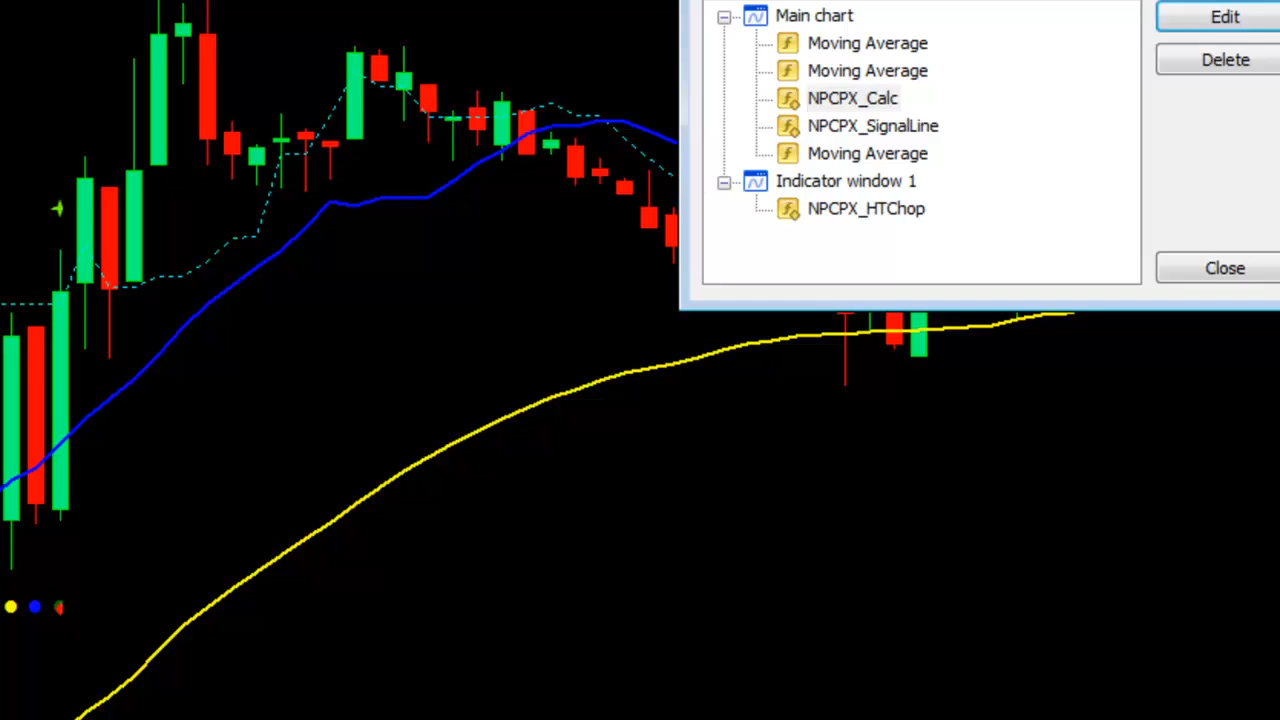 Main chart
Edit
Moving Average
Delete
Moving Average
NPCPX_Calc
NPCPX_SignalLine
Moving Average
Indicator window 1
NPCPX_HTChop
Close